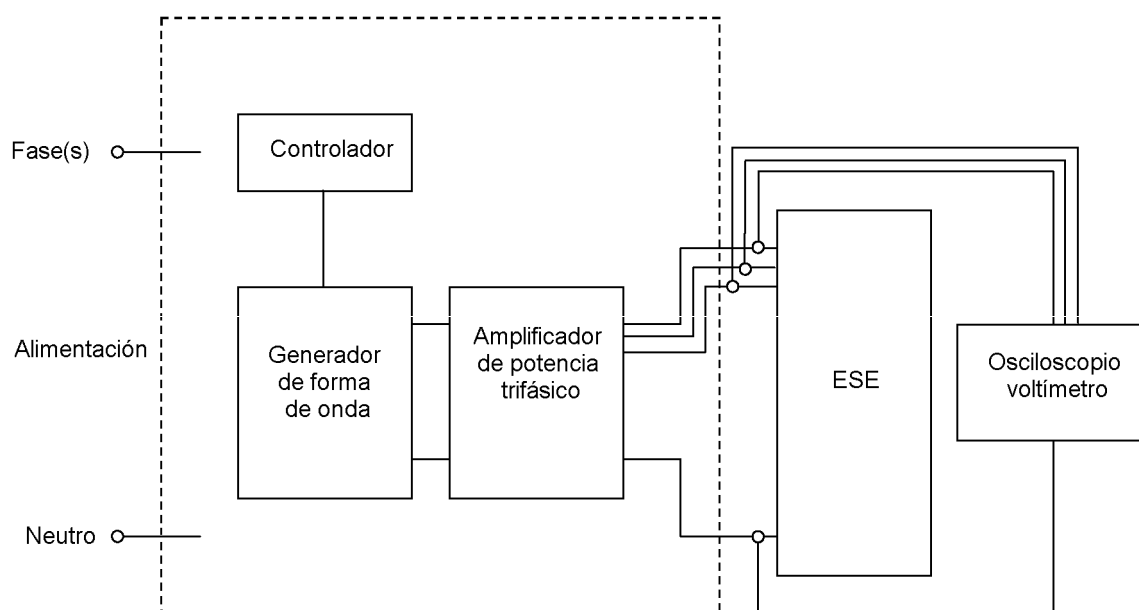 Fase(s)
Controlador
Alimentación
Generador
de forma
de onda
Amplificador
de potencia
trifásico
ESE
Osciloscopio
voltímetro
Neutro